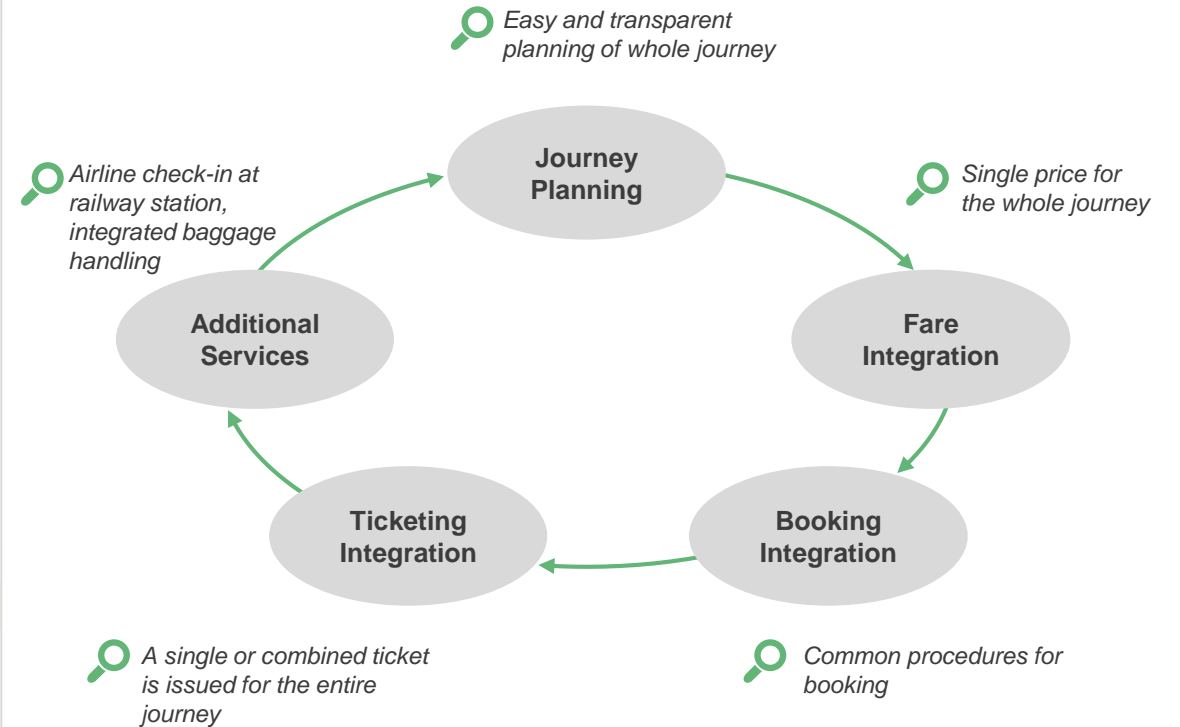 Easy and transparent
planning of whole journey
Journey
Planning
Airline check-in at
railway station,
integrated baggage
handling
Single price for
the whole journey
Additional
Services
Fare
Integration
Ticketing
Integration
Booking
Integration
A single or combined ticket
is issued for the entire
journey
Common procedures for
booking